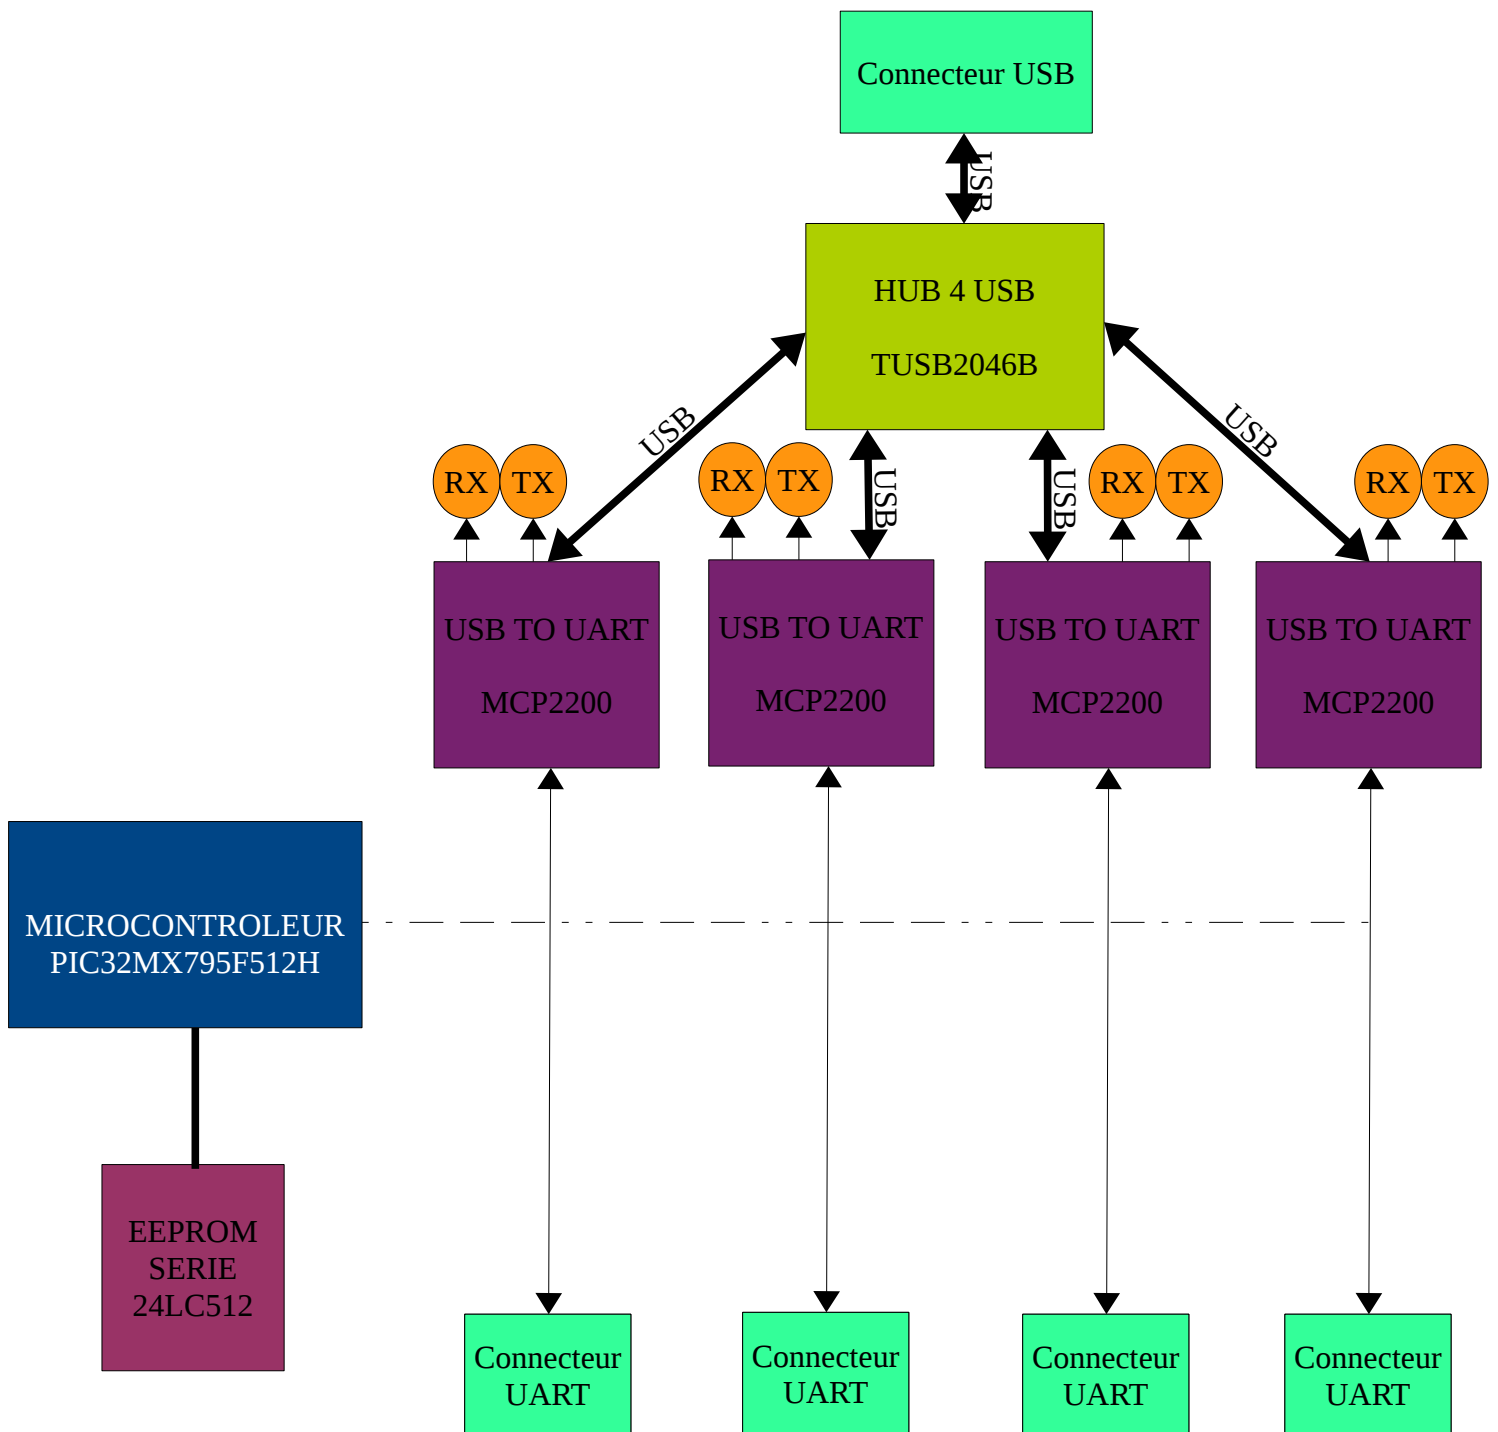 Connecteur USB
USB
HUB 4 USB
TUSB2046B
USB
USB
USB
USB
RX
TX
RX
TX
RX
TX
RX
TX
USB TO UART
MCP2200
USB TO UART
MCP2200
USB TO UART
MCP2200
USB TO UART
MCP2200
MICROCONTROLEUR
PIC32MX795F512H
EEPROM
SERIE
24LC512
Connecteur
UART
Connecteur
UART
Connecteur
UART
Connecteur
UART